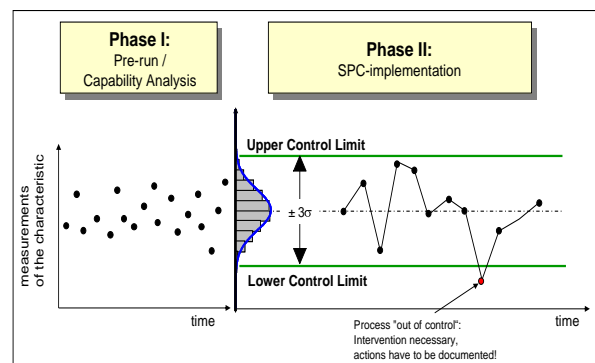 Phase I:
Pre-run /
Capability Analysis
Phase II:
SPC-implementation
Upper Control Limit
± 3σ
Lower Control Limit
measurements
of the characteristic
time
time
Process "out of control“:
Intervention necessary,
actions have to be documented!